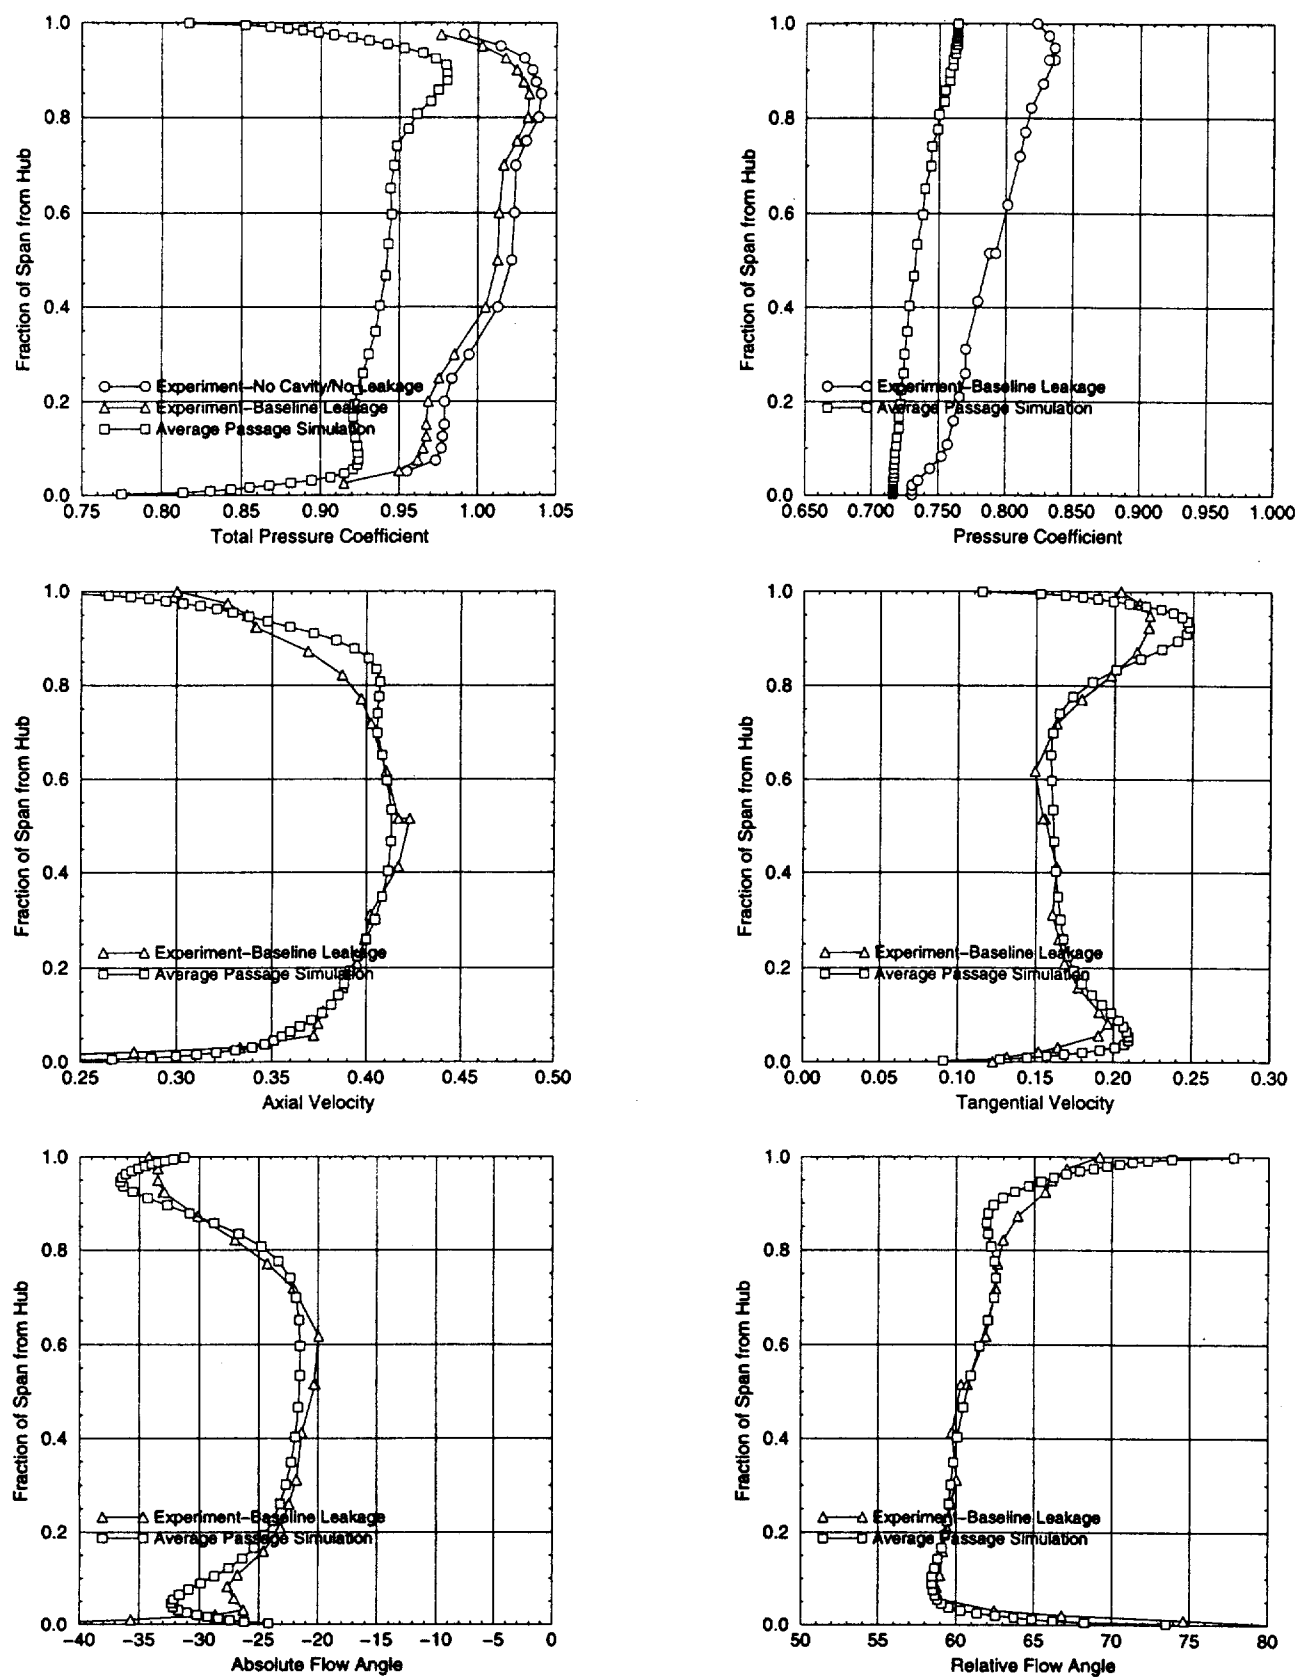 1.0
0.8
0.6
0.4
0.2
0.0
Fraction of Span from Hub
Experiment–No Cavity/No Leakage
Experiment–Baseline Leakage
Average Passage Simulation
0.75 0.80 0.85 0.90 0.95 1.00 1.05
Total Pressure Coefficient
1.0
0.8
0.6
0.4
0.2
0.0
Fraction of Span from Hub
Experiment–Baseline Leakage
Average Passage Simulation
0.650 0.700 0.750 0.800 0.850 0.900 0.950 1.000
Pressure Coefficient
1.0
0.8
0.6
0.4
0.2
0.0
Fraction of Span from Hub
Experiment–Baseline Leakage
Average Passage Simulation
0.25 0.30 0.35 0.40 0.45 0.50
Axial Velocity
1.0
0.8
0.6
0.4
0.2
0.0
Fraction of Span from Hub
Experiment–Baseline Leakage
Average Passage Simulation
0.00 0.05 0.10 0.15 0.20 0.25 0.30
Tangential Velocity
1.0
0.8
0.6
0.4
0.2
0.0
Fraction of Span from Hub
Experiment–Baseline Leakage
Average Passage Simulation
−40 −35 −30 −25 −20 −15 −10 −5 0
Absolute Flow Angle
1.0
0.8
0.6
0.4
0.2
0.0
Fraction of Span from Hub
Experiment–Baseline Leakage
Average Passage Simulation
50 55 60 65 70 75 80
Relative Flow Angle